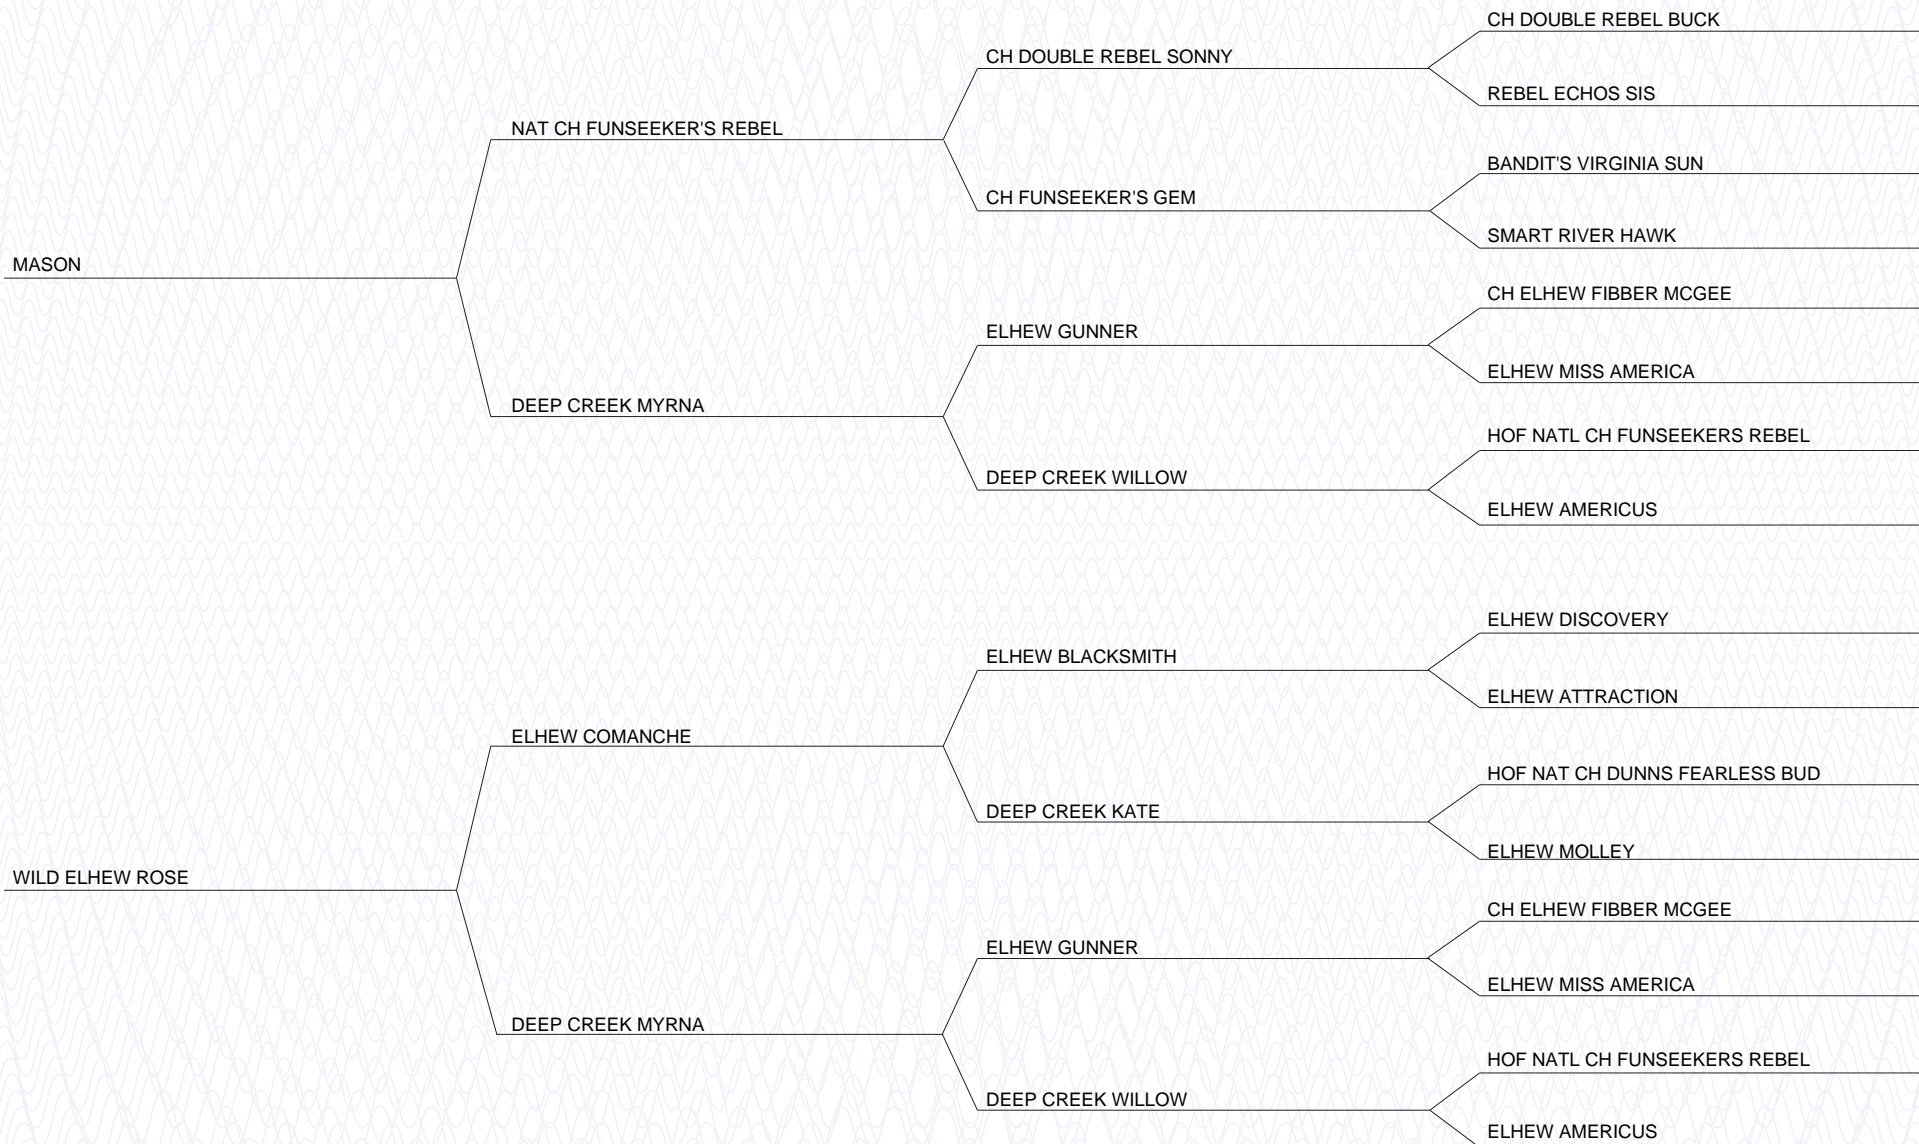 CH DOUBLE REBEL BUCK
CH DOUBLE REBEL SONNY
REBEL ECHOS SIS
NAT CH FUNSEEKER'S REBEL
BANDIT'S VIRGINIA SUN
CH FUNSEEKER'S GEM
SMART RIVER HAWK
MASON
CH ELHEW FIBBER MCGEE
ELHEW GUNNER
ELHEW MISS AMERICA
DEEP CREEK MYRNA
HOF NATL CH FUNSEEKERS REBEL
DEEP CREEK WILLOW
ELHEW AMERICUS
ELHEW DISCOVERY
ELHEW BLACKSMITH
ELHEW ATTRACTION
ELHEW COMANCHE
HOF NAT CH DUNNS FEARLESS BUD
DEEP CREEK KATE
ELHEW MOLLEY
WILD ELHEW ROSE
CH ELHEW FIBBER MCGEE
ELHEW GUNNER
ELHEW MISS AMERICA
DEEP CREEK MYRNA
HOF NATL CH FUNSEEKERS REBEL
DEEP CREEK WILLOW
ELHEW AMERICUS